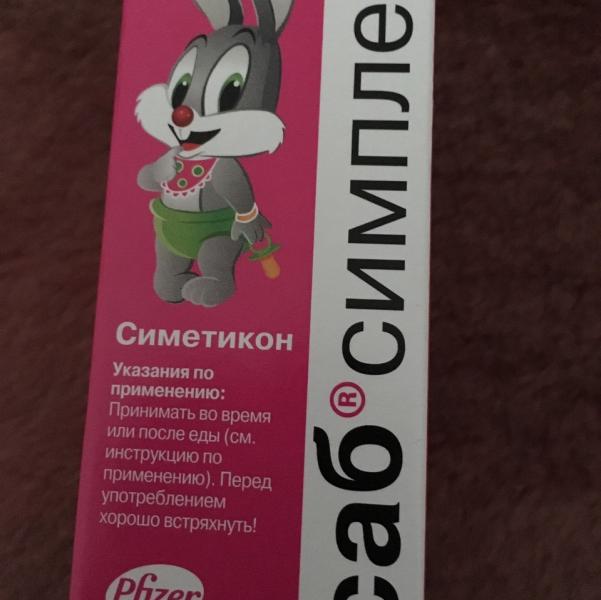 Симетикон
Указания по
применению:
Принимать во время
или после еды (см.
инструкцию по
применению). Перед
употреблением
хорошо встряхнуть!
Pfizer
саб® симпле